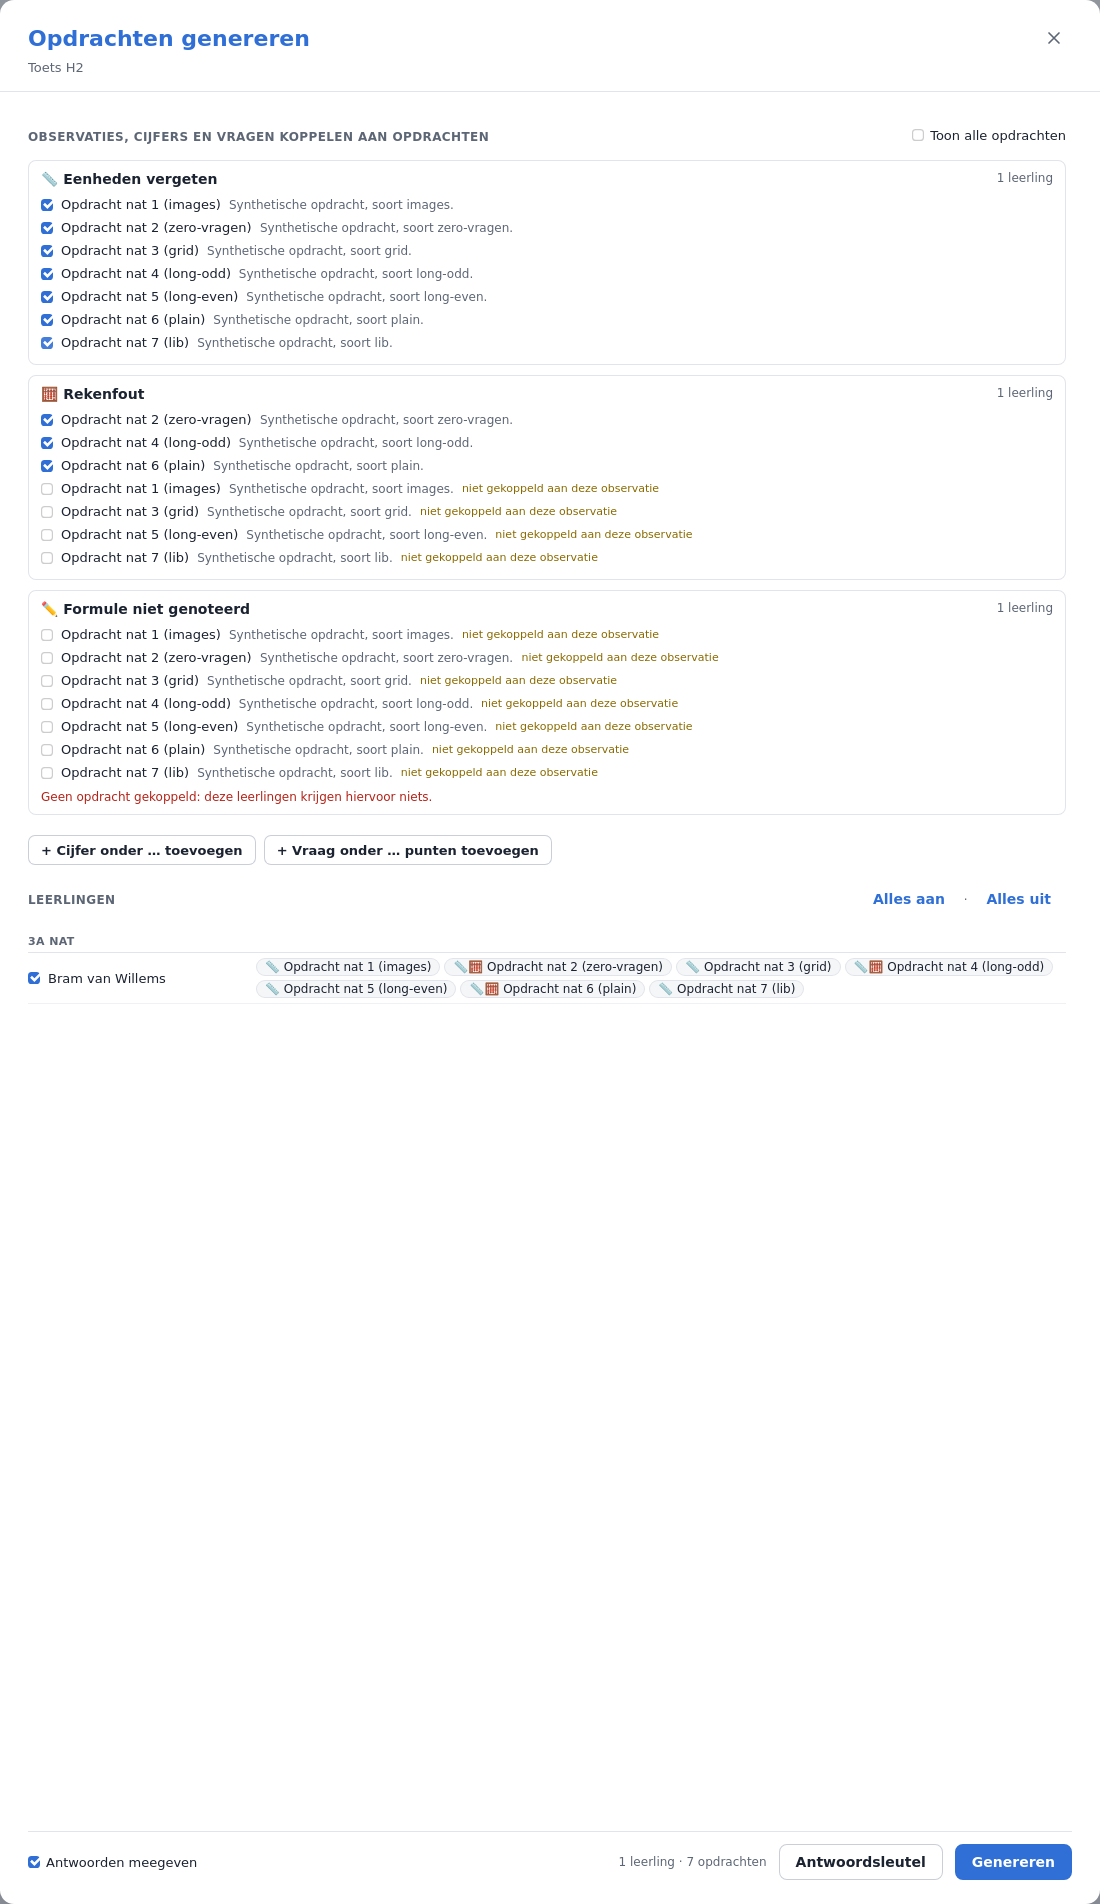 Opdrachten genereren
Toets H2
OBSERVATIES, CIJFERS EN VRAGEN KOPPELEN AAN OPDRACHTEN
Toon alle opdrachten
Eenheden vergeten
1 leerling
Opdracht nat 1 (images) Synthetische opdracht, soort images.
Opdracht nat 2 (zero-vragen) Synthetische opdracht, soort zero-vragen.
Opdracht nat 3 (grid) Synthetische opdracht, soort grid.
Opdracht nat 4 (long-odd) Synthetische opdracht, soort long-odd.
Opdracht nat 5 (long-even) Synthetische opdracht, soort long-even.
Opdracht nat 6 (plain) Synthetische opdracht, soort plain.
Opdracht nat 7 (lib) Synthetische opdracht, soort lib.
Rekenfout
1 leerling
Opdracht nat 2 (zero-vragen) Synthetische opdracht, soort zero-vragen.
Opdracht nat 4 (long-odd) Synthetische opdracht, soort long-odd.
Opdracht nat 6 (plain) Synthetische opdracht, soort plain.
Opdracht nat 1 (images) Synthetische opdracht, soort images. niet gekoppeld aan deze observatie
Opdracht nat 3 (grid) Synthetische opdracht, soort grid. niet gekoppeld aan deze observatie
Opdracht nat 5 (long-even) Synthetische opdracht, soort long-even. niet gekoppeld aan deze observatie
Opdracht nat 7 (lib) Synthetische opdracht, soort lib. niet gekoppeld aan deze observatie
Formule niet genoteerd
1 leerling
Opdracht nat 1 (images) Synthetische opdracht, soort images. niet gekoppeld aan deze observatie
Opdracht nat 2 (zero-vragen) Synthetische opdracht, soort zero-vragen. niet gekoppeld aan deze observatie
Opdracht nat 3 (grid) Synthetische opdracht, soort grid. niet gekoppeld aan deze observatie
Opdracht nat 4 (long-odd) Synthetische opdracht, soort long-odd. niet gekoppeld aan deze observatie
Opdracht nat 5 (long-even) Synthetische opdracht, soort long-even. niet gekoppeld aan deze observatie
Opdracht nat 6 (plain) Synthetische opdracht, soort plain. niet gekoppeld aan deze observatie
Opdracht nat 7 (lib) Synthetische opdracht, soort lib. niet gekoppeld aan deze observatie
Geen opdracht gekoppeld: deze leerlingen krijgen hiervoor niets.
+ Cijfer onder … toevoegen
+ Vraag onder … punten toevoegen
LEERLINGEN
Alles aan · Alles uit
3A NAT
Bram van Willems
Opdracht nat 1 (images) Opdracht nat 2 (zero-vragen) Opdracht nat 3 (grid) Opdracht nat 4 (long-odd)
Opdracht nat 5 (long-even) Opdracht nat 6 (plain) Opdracht nat 7 (lib)
Antwoorden meegeven
1 leerling · 7 opdrachten
Antwoordsleutel
Genereren